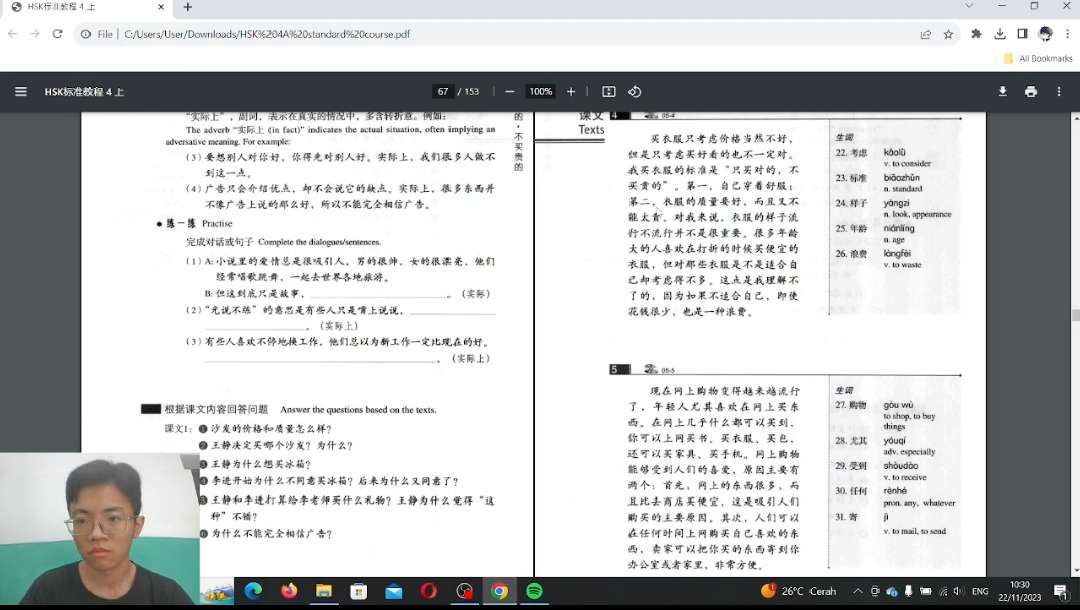 HSK标准教程 4 上
File
C:/Users/User/Downloads/HSK%204A%20standard%20course.pdf
All Bookmarks
HSK标准教程 4 上
67 / 153
100%
“实际上”，副词，表示在真实的情况中，多含转折意。例如：
The adverb “实际上 (in fact)” indicates the actual situation, often implying an
adversative meaning. For example:
（3）要想别人对你好，你得先对别人好。实际上，我们很多人做不
到这一点。
（4）广告只会介绍优点，却不会说它的缺点。实际上，很多东西并
不像广告上说的那么好，所以不能完全相信广告。
练一练 Practise
完成对话或句子 Complete the dialogues/sentences.
（1）A: 小说里的爱情总是很吸引人，男的很帅，女的很漂亮，他们
经常唱歌跳舞，一起去世界各地旅游。
B: 但这到底只是故事，。（实际）
（2）“光说不练”的意思是有些人只是嘴上说说，
。（实际上）
（3）有些人喜欢不停地换工作，他们总以为新工作一定比现在的好。
。（实际上）
根据课文内容回答问题 Answer the questions based on the texts.
课文1： ❶ 沙发的价格和质量怎么样？
❷ 王静决定买哪个沙发？为什么？
❸ 王静为什么想买冰箱？
❹ 李进开始为什么不同意买冰箱？后来为什么又同意了？
❺ 王静和李进打算给李老师买什么礼物？王静为什么觉得“这
种”不错？
❻ 为什么不能完全相信广告？
的·不买贵的
课文 4 05-4
Texts
买衣服只考虑价格当然不好，
但是只考虑买好看的也不一定对。
我买衣服的标准是“只买对的，不
买贵的”。第一，自己穿着舒服；
第二，衣服的质量要好，而且又不
能太贵。对我来说，衣服的样子流
行不流行并不是很重要。很多年龄
大的人喜欢在打折的时候买便宜的
衣服，但对那些衣服是不是适合自
己却考虑得不多。这点是我理解不
了的，因为如果不适合自己，即使
花钱很少，也是一种浪费。
生词
22. 考虑 kǎolǜ
v. to consider
23. 标准 biāozhǔn
n. standard
24. 样子 yàngzi
n. look, appearance
25. 年龄 niánlíng
n. age
26. 浪费 làngfèi
v. to waste
5 05-5
现在网上购物变得越来越流行
了，年轻人尤其喜欢在网上买东
西。在网上几乎什么都可以买到，
你可以上网买书、买衣服、买包，
还可以买家具、买手机。网上购物
能够受到人们的喜爱，原因主要有
两个：首先，网上的东西很多，而
且比去商店买便宜，这是吸引人们
购买的主要原因。其次，人们可以
在任何时间上网购买自己喜欢的东
西，卖家可以把你买的东西寄到你
办公室或者家里，非常方便。
生词
27. 购物 gòu wù
to shop, to buy
things
28. 尤其 yóuqí
adv. especially
29. 受到 shòudào
v. to receive
30. 任何 rènhé
pron. any, whatever
31. 寄 jì
v. to mail, to send
26°C Cerah
ENG
10:30
22/11/2023